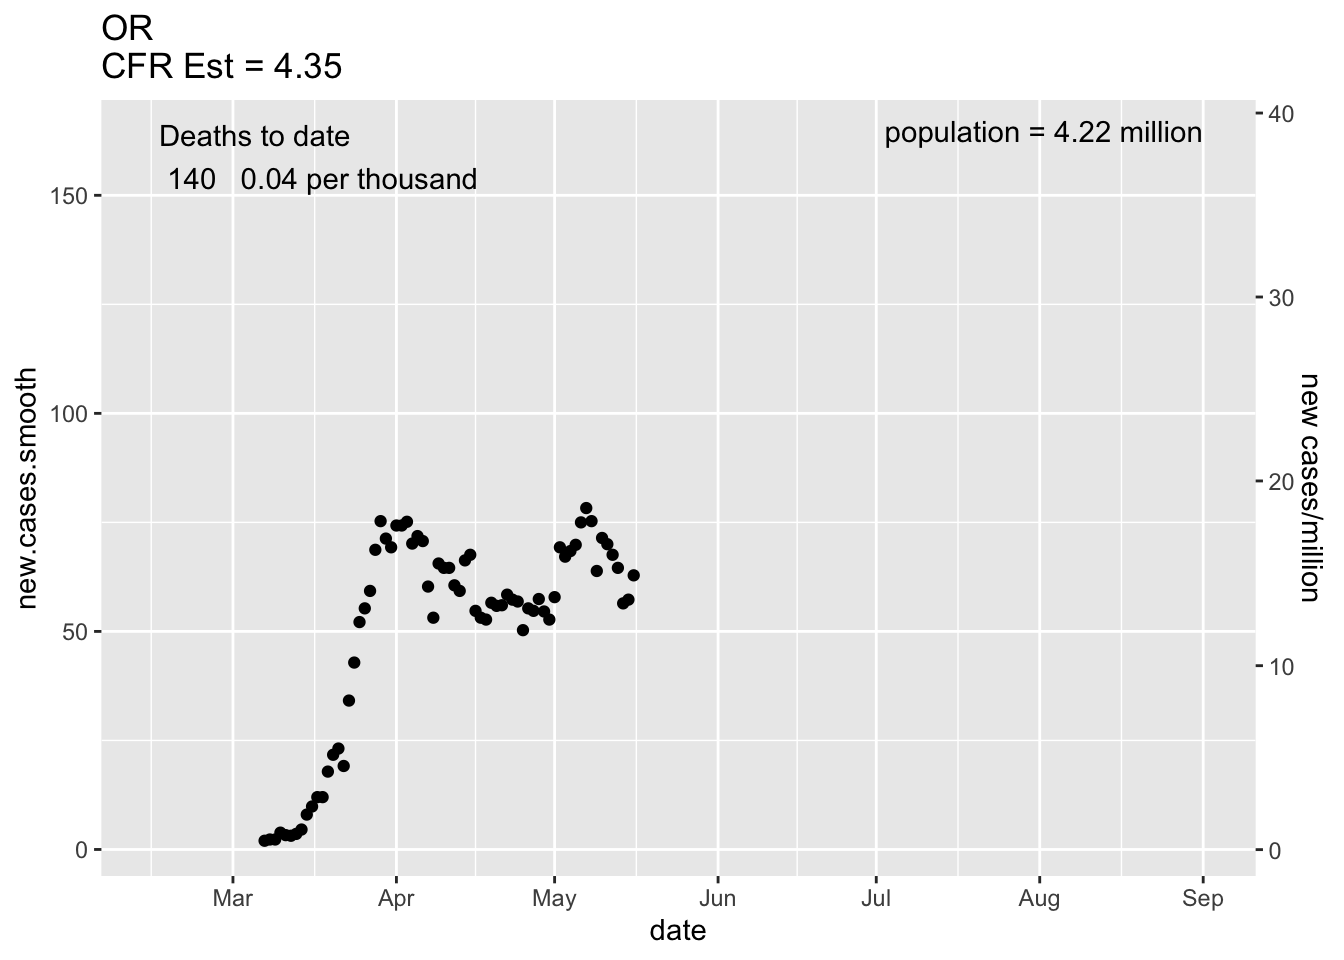 OR
CFR Est = 4.35
Deaths to date
140 0.04 per thousand
population = 4.22 million
150
100
50
0
new.cases.smooth
40
30
20
10
0
new cases/million
Mar Apr May Jun Jul Aug Sep
date